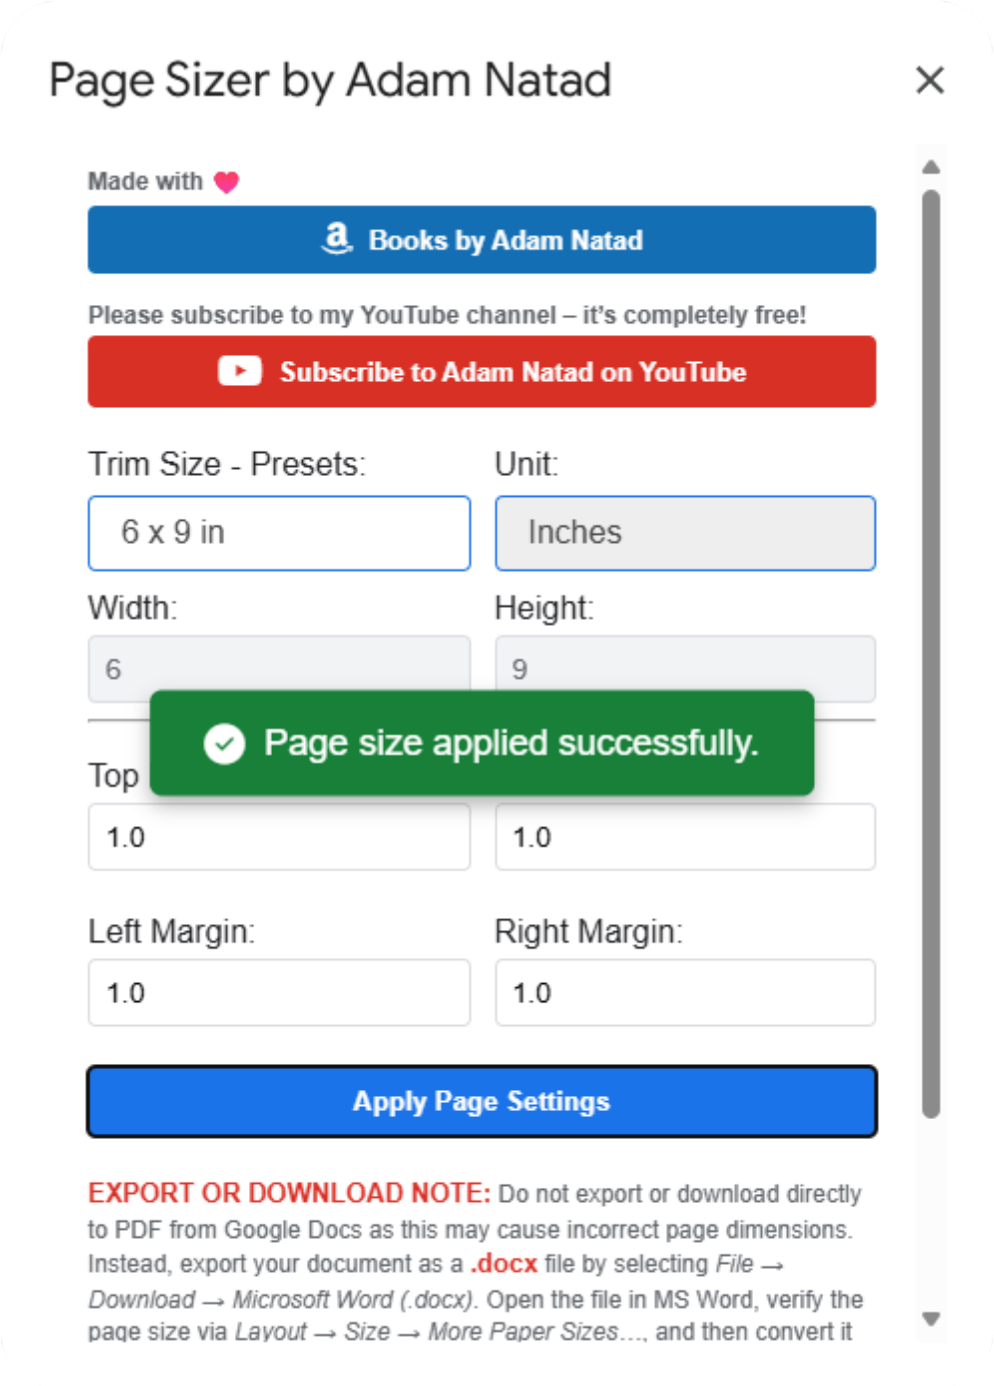 Page Sizer by Adam Natad
Made with
Books by Adam Natad
Please subscribe to my YouTube channel – it’s completely free!
Subscribe to Adam Natad on YouTube
Trim Size - Presets: Unit:
6 x 9 in Inches
Width: Height:
6 9
Page size applied successfully.
Top
1.0 1.0
Left Margin: Right Margin:
1.0 1.0
Apply Page Settings
EXPORT OR DOWNLOAD NOTE: Do not export or download directly
to PDF from Google Docs as this may cause incorrect page dimensions.
Instead, export your document as a .docx file by selecting File →
Download → Microsoft Word (.docx). Open the file in MS Word, verify the
page size via Layout → Size → More Paper Sizes…, and then convert it